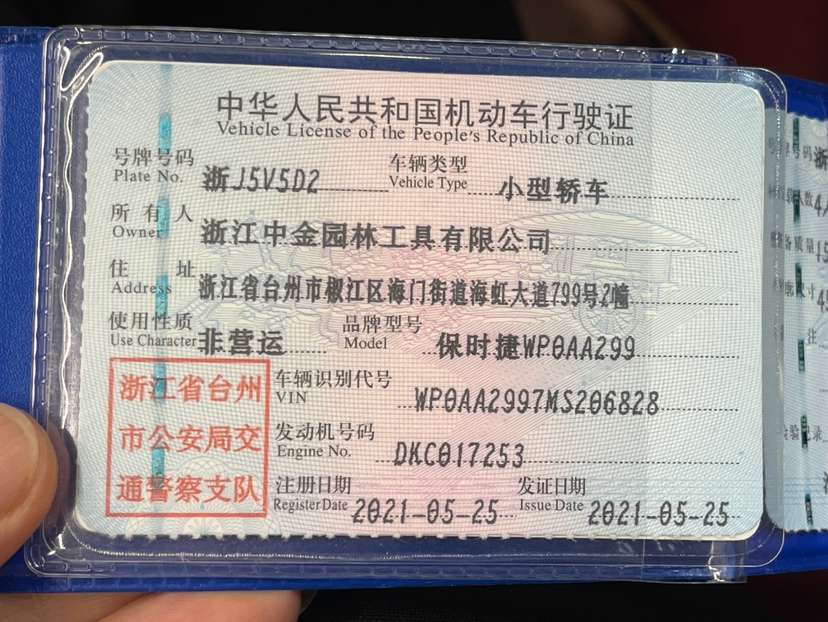 中华人民共和国机动车行驶证
Vehicle License of the People's Republic of China
号牌号码 浙J5V5D2 车辆类型 小型轿车
Plate No. Vehicle Type
所有人 浙江中金园林工具有限公司
Owner
住址 浙江省台州市椒江区海门街道海虹大道799号2幢
Address
使用性质 非营运 品牌型号 保时捷WP0AA299
Use Character Model
浙江省台州
市公安局交
通警察支队
车辆识别代号 WP0AA2997MS206828
VIN
发动机号码 DKC017253
Engine No.
注册日期 2021-05-25 发证日期 2021-05-25
Register Date Issue Date